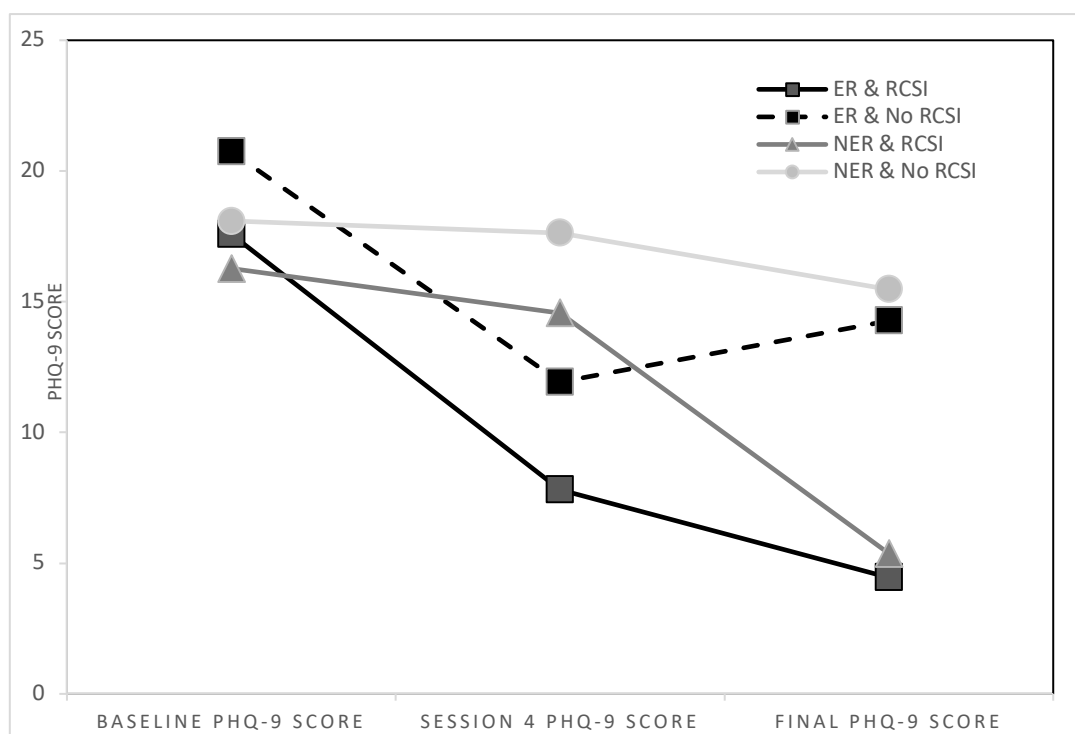 25
20
15
10
5
0
PHQ-9 SCORE
ER & RCSI
ER & No RCSI
NER & RCSI
NER & No RCSI
BASELINE PHQ-9 SCORE SESSION 4 PHQ-9 SCORE FINAL PHQ-9 SCORE